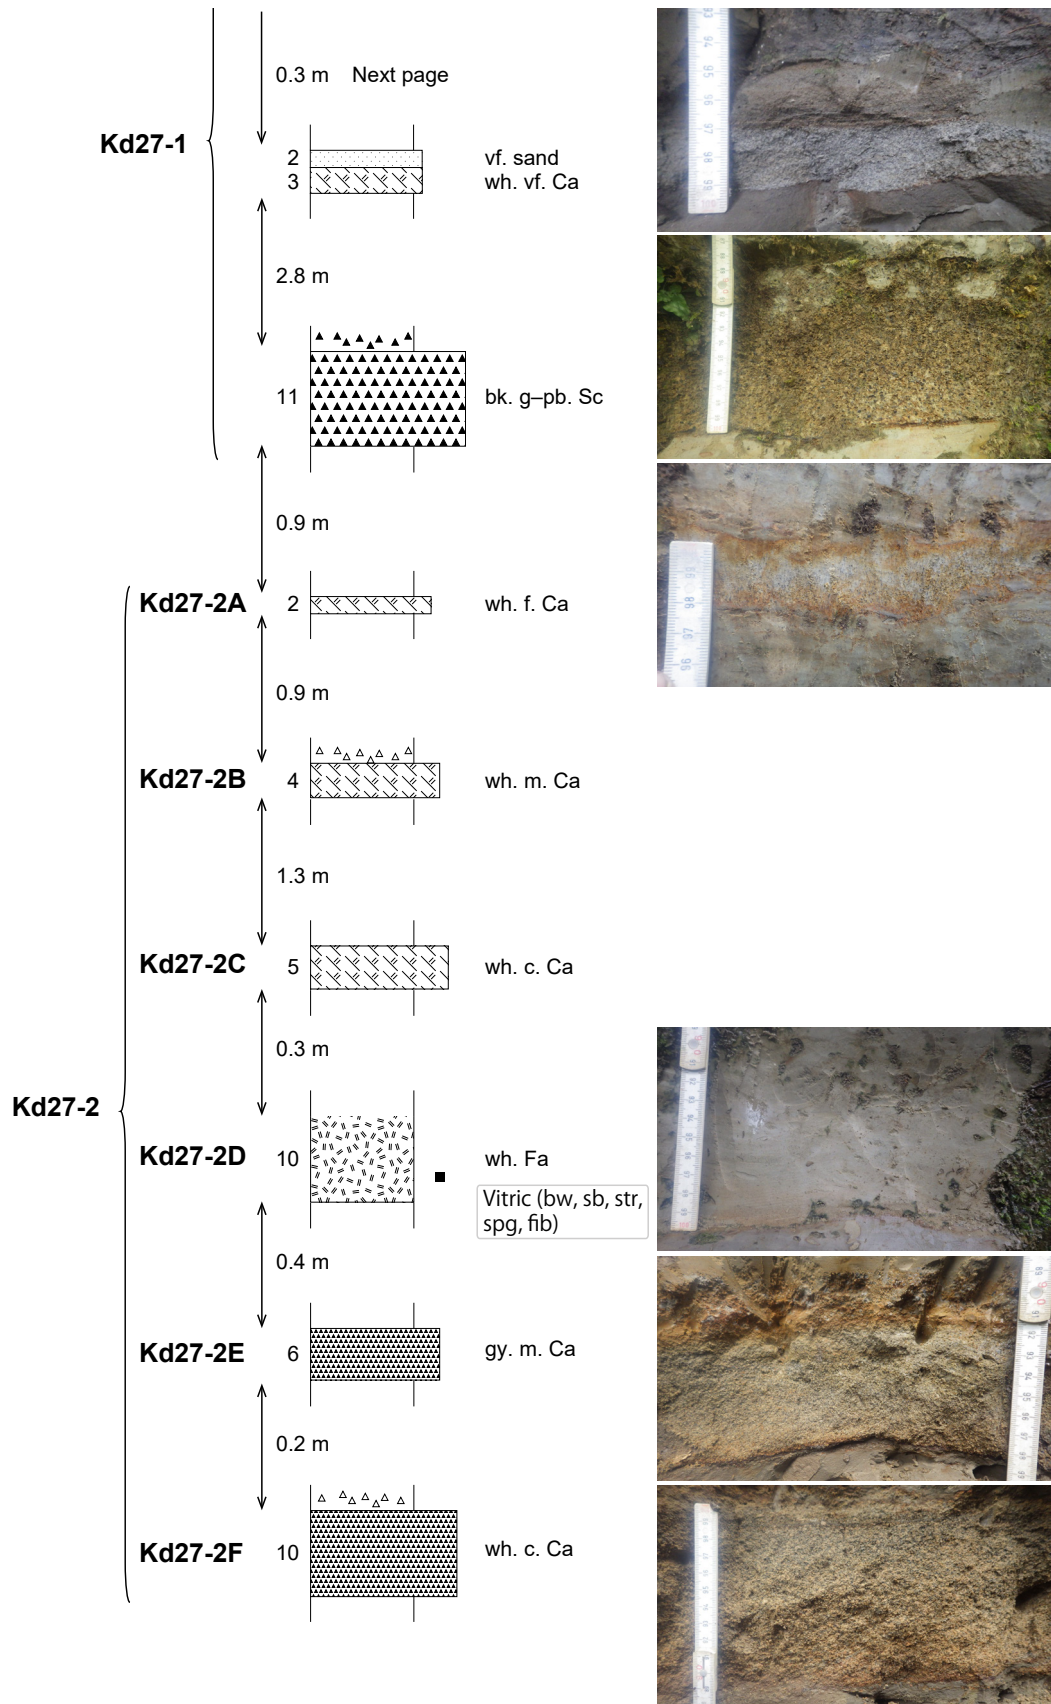 0.3 m Next page
Kd27-1
2 vf. sand
3 wh. vf. Ca
2.8 m
11 bk. g–pb. Sc
0.9 m
Kd27-2A 2 wh. f. Ca
0.9 m
Kd27-2B 4 wh. m. Ca
1.3 m
Kd27-2C 5 wh. c. Ca
0.3 m
Kd27-2
Kd27-2D 10 wh. Fa
Vitric (bw, sb, str,
spg, fib)
0.4 m
Kd27-2E 6 gy. m. Ca
0.2 m
Kd27-2F 10 wh. c. Ca